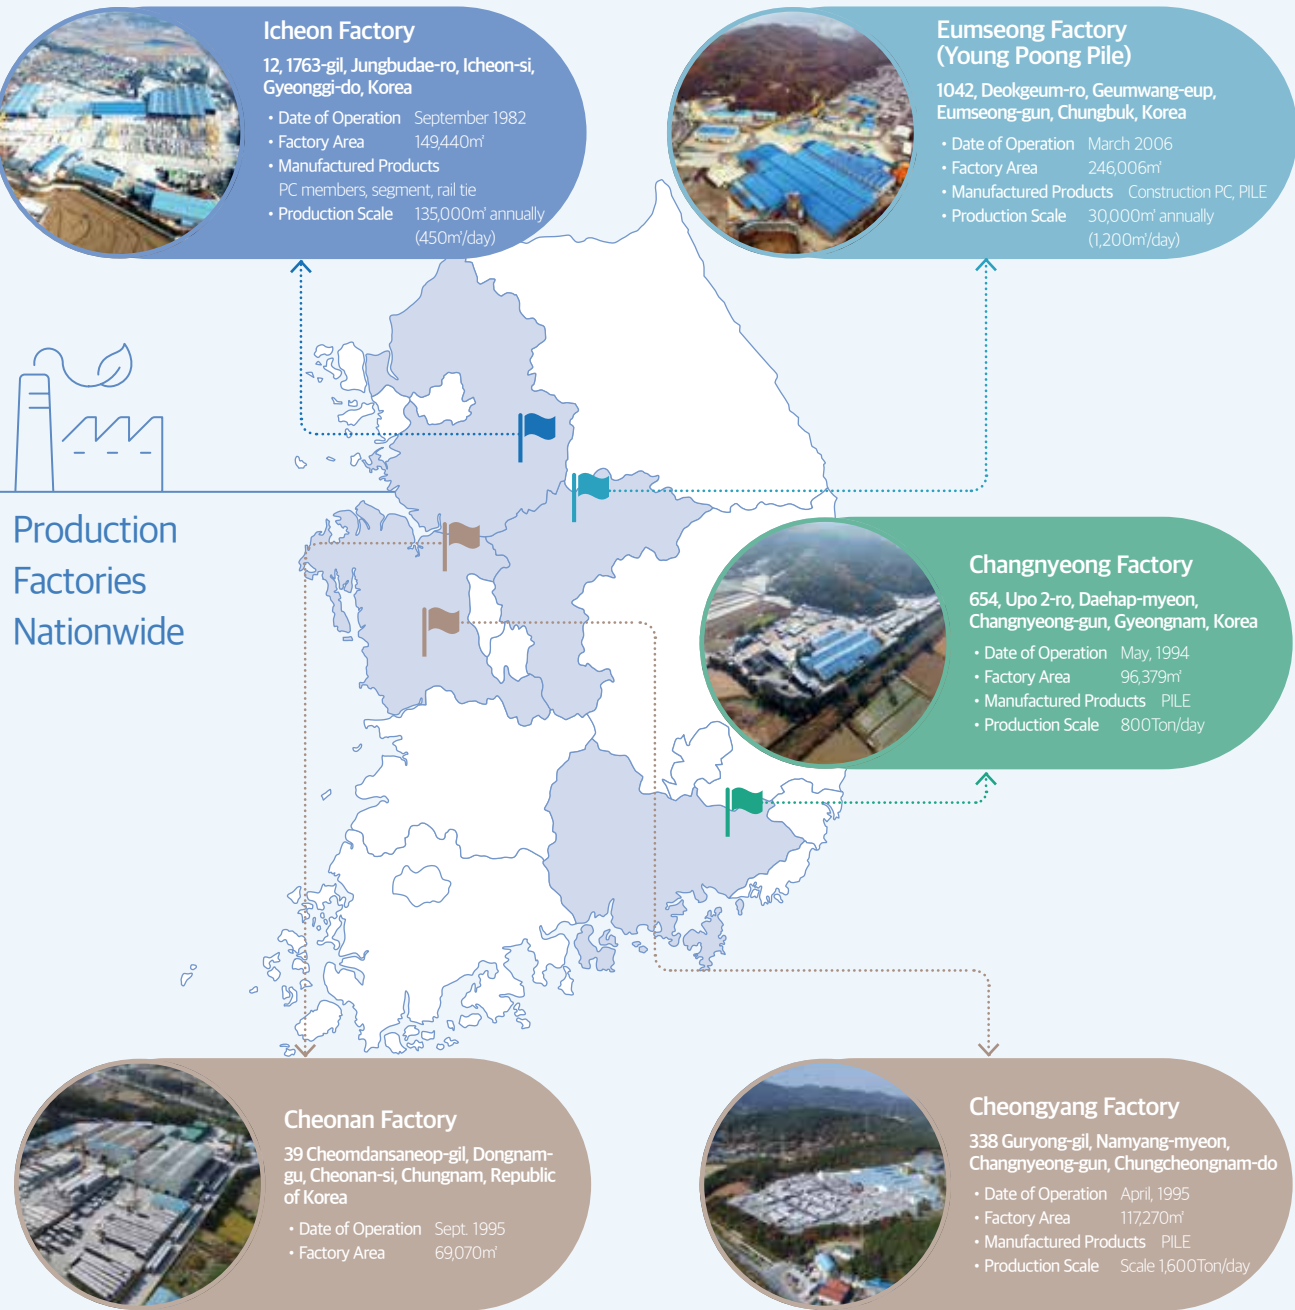 Icheon Factory
12, 1763-gil, Jungbudae-ro, Icheon-si,
Gyeonggi-do, Korea
• Date of Operation September 1982
• Factory Area 149,440㎡
• Manufactured Products
PC members, segment, rail tie
• Production Scale 135,000㎥ annually
(450㎥/day)
Eumseong Factory
(Young Poong Pile)
1042, Deokgeum-ro, Geumwang-eup,
Eumseong-gun, Chungbuk, Korea
• Date of Operation March 2006
• Factory Area 246,006㎡
• Manufactured Products Construction PC, PILE
• Production Scale 30,000㎥ annually
(1,200㎥/day)
Production
Factories
Nationwide
Changnyeong Factory
654, Upo 2-ro, Daehap-myeon,
Changnyeong-gun, Gyeongnam, Korea
• Date of Operation May, 1994
• Factory Area 96,379㎡
• Manufactured Products PILE
• Production Scale 800Ton/day
Cheonan Factory
39 Cheomdansaneop-gil, Dongnam-
gu, Cheonan-si, Chungnam, Republic
of Korea
• Date of Operation Sept. 1995
• Factory Area 69,070㎡
Cheongyang Factory
338 Guryong-gil, Namyang-myeon,
Changnyeong-gun, Chungcheongnam-do
• Date of Operation April, 1995
• Factory Area 117,270㎡
• Manufactured Products PILE
• Production Scale Scale 1,600Ton/day